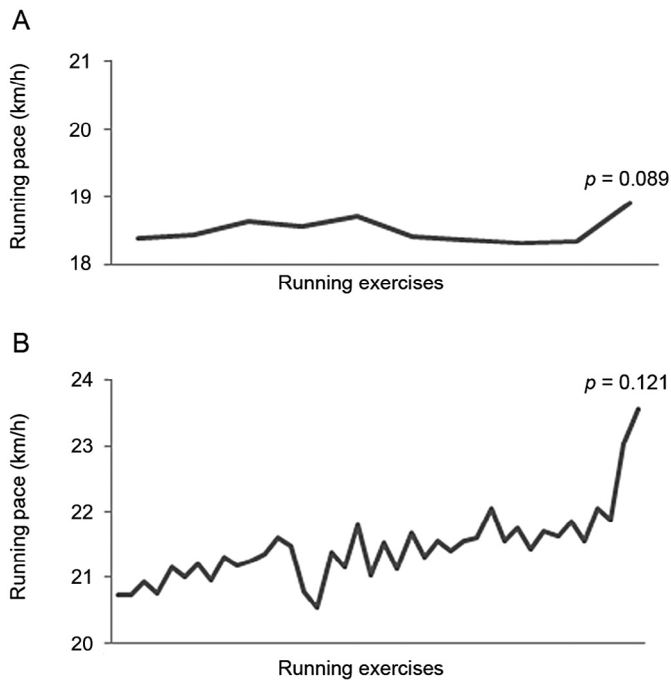 A
Running pace (km/h)
21
20
19
18
p = 0.089
Running exercises
B
Running pace (km/h)
24
23
22
21
20
p = 0.121
Running exercises